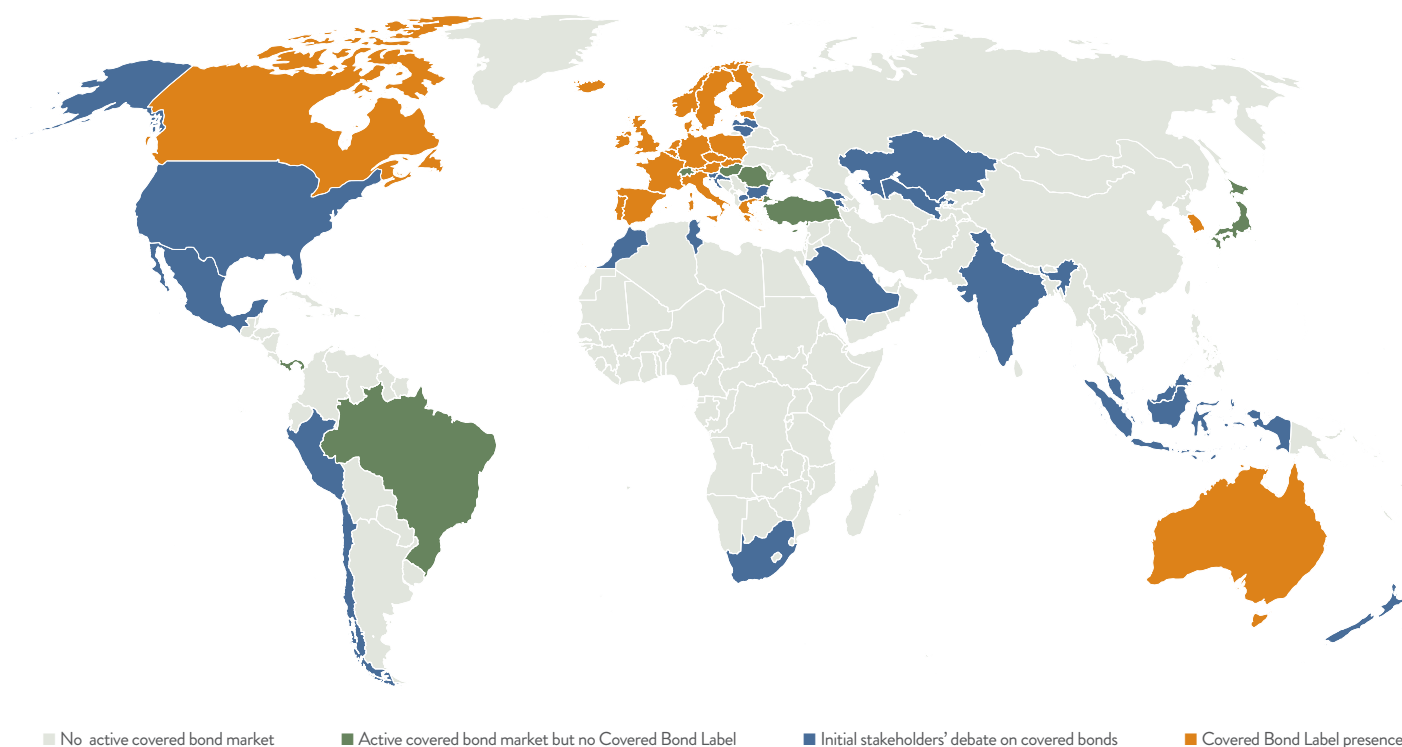 No active covered bond market
Active covered bond market but no Covered Bond Label
Initial stakeholders' debate on covered bonds
Covered Bond Label presence